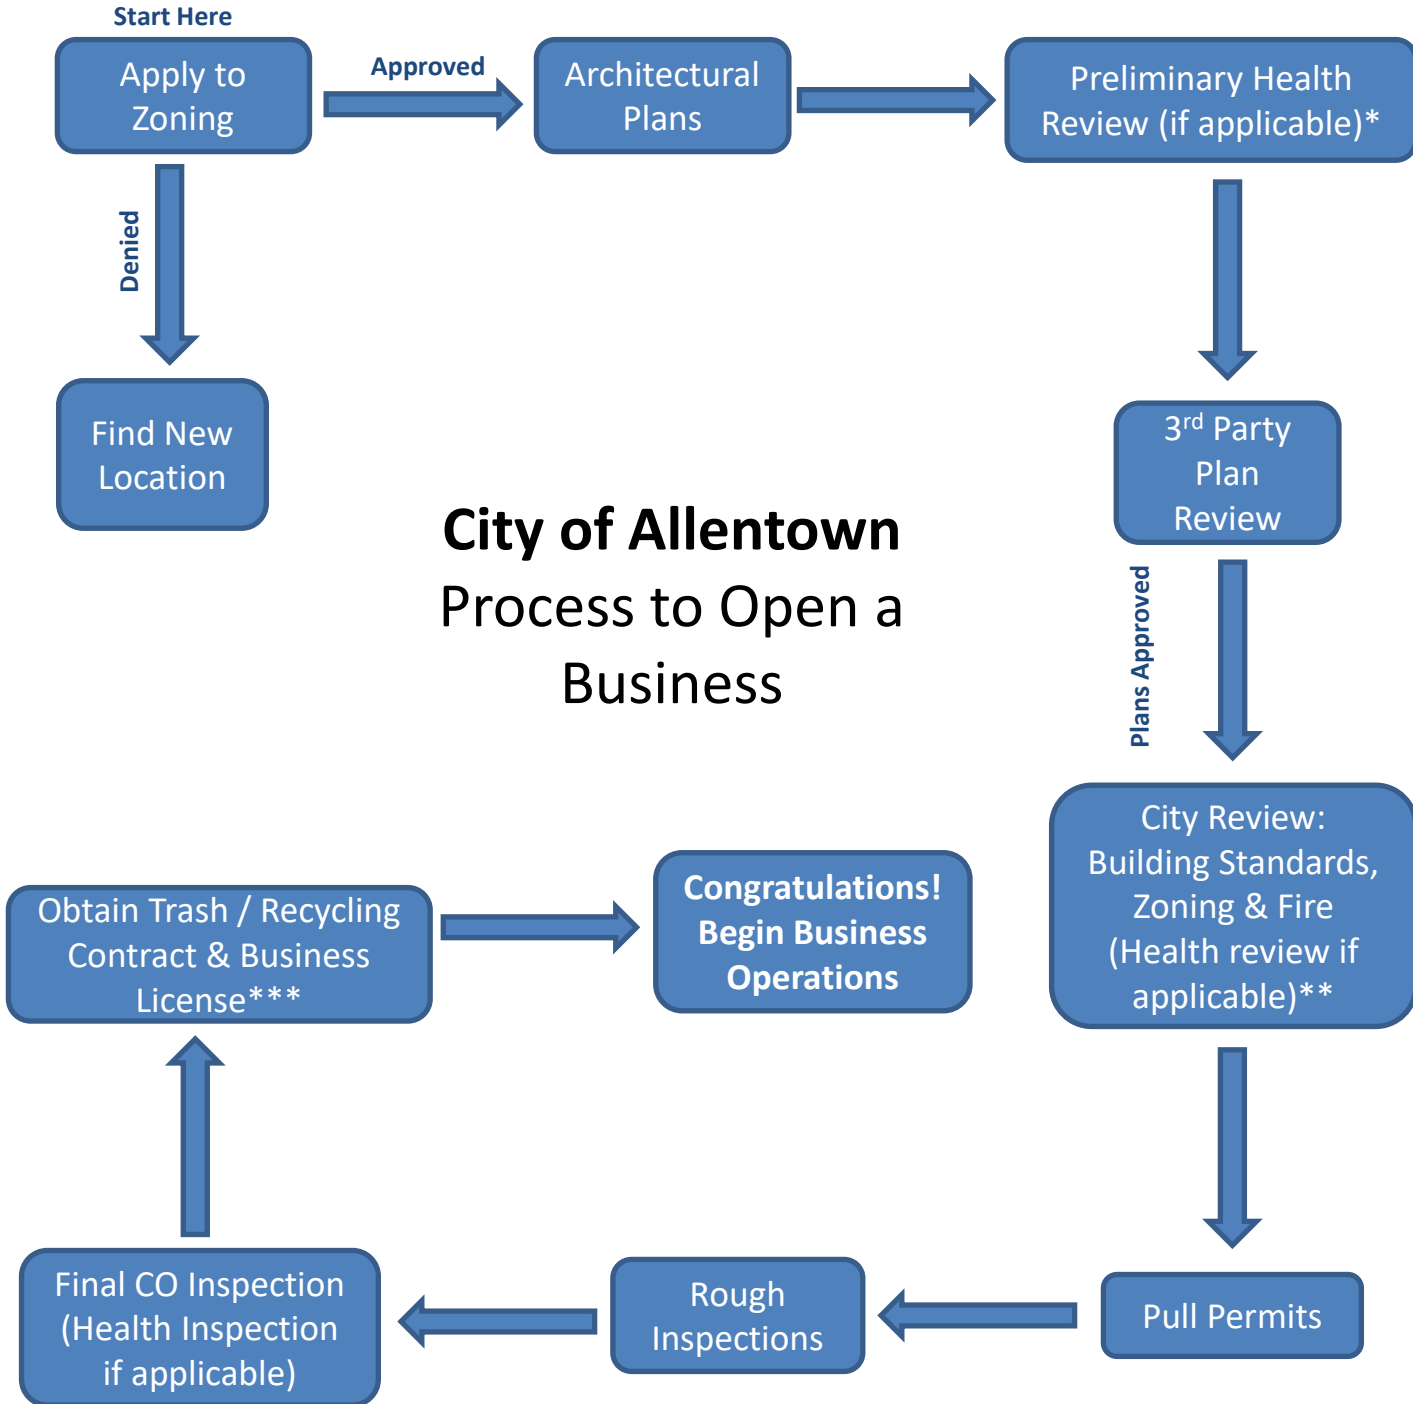 Start Here
Apply to
Zoning
Approved
Architectural
Plans
Preliminary Health
Review (if applicable)*
Denied
Find New
Location
3rd Party
Plan
Review
City of Allentown
Process to Open a
Business
Plans Approved
City Review:
Building Standards,
Zoning & Fire
(Health review if
applicable)**
Pull Permits
Rough
Inspections
Final CO Inspection
(Health Inspection
if applicable)
Obtain Trash / Recycling
Contract & Business
License***
Congratulations!
Begin Business
Operations